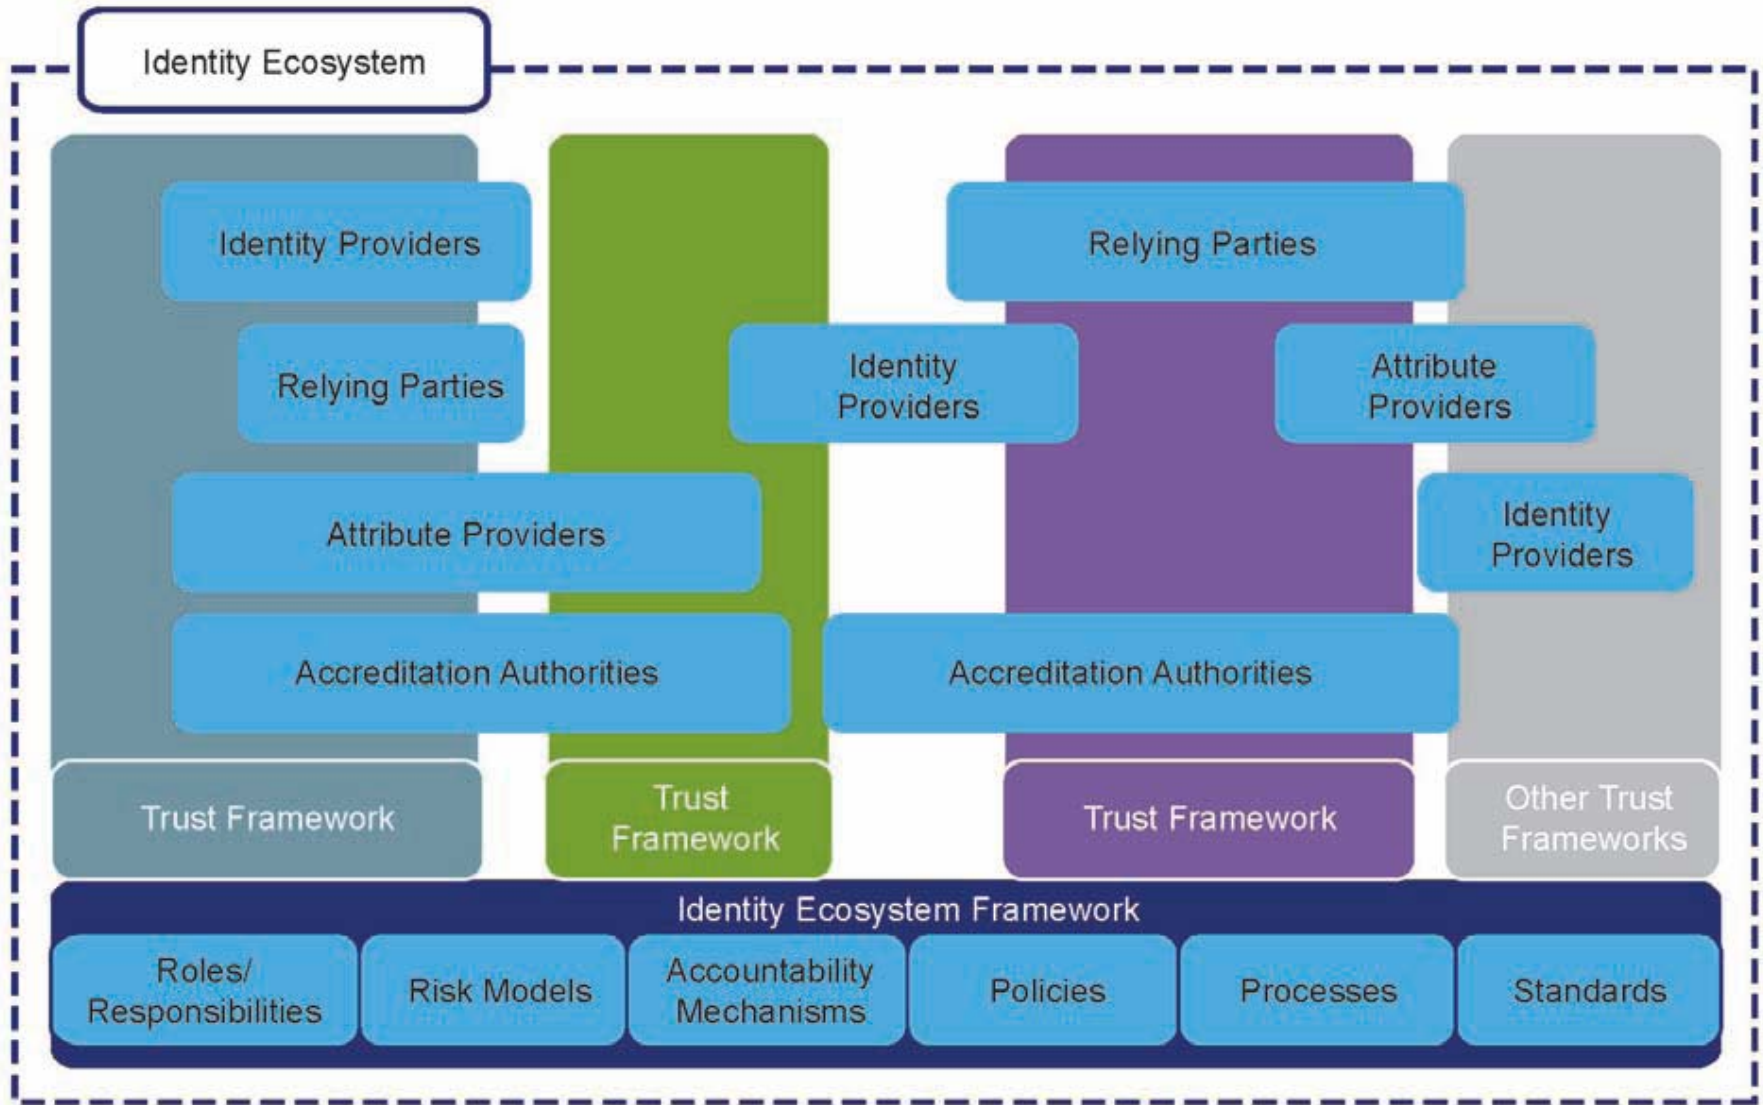 Identity Ecosystem
Identity Providers
Relying Parties
Relying Parties
Identity
Providers
Attribute
Providers
Attribute Providers
Identity
Providers
Accreditation Authorities
Accreditation Authorities
Trust Framework
Trust
Framework
Trust Framework
Other Trust
Frameworks
Identity Ecosystem Framework
Roles/
Responsibilities
Risk Models
Accountability
Mechanisms
Policies
Processes
Standards